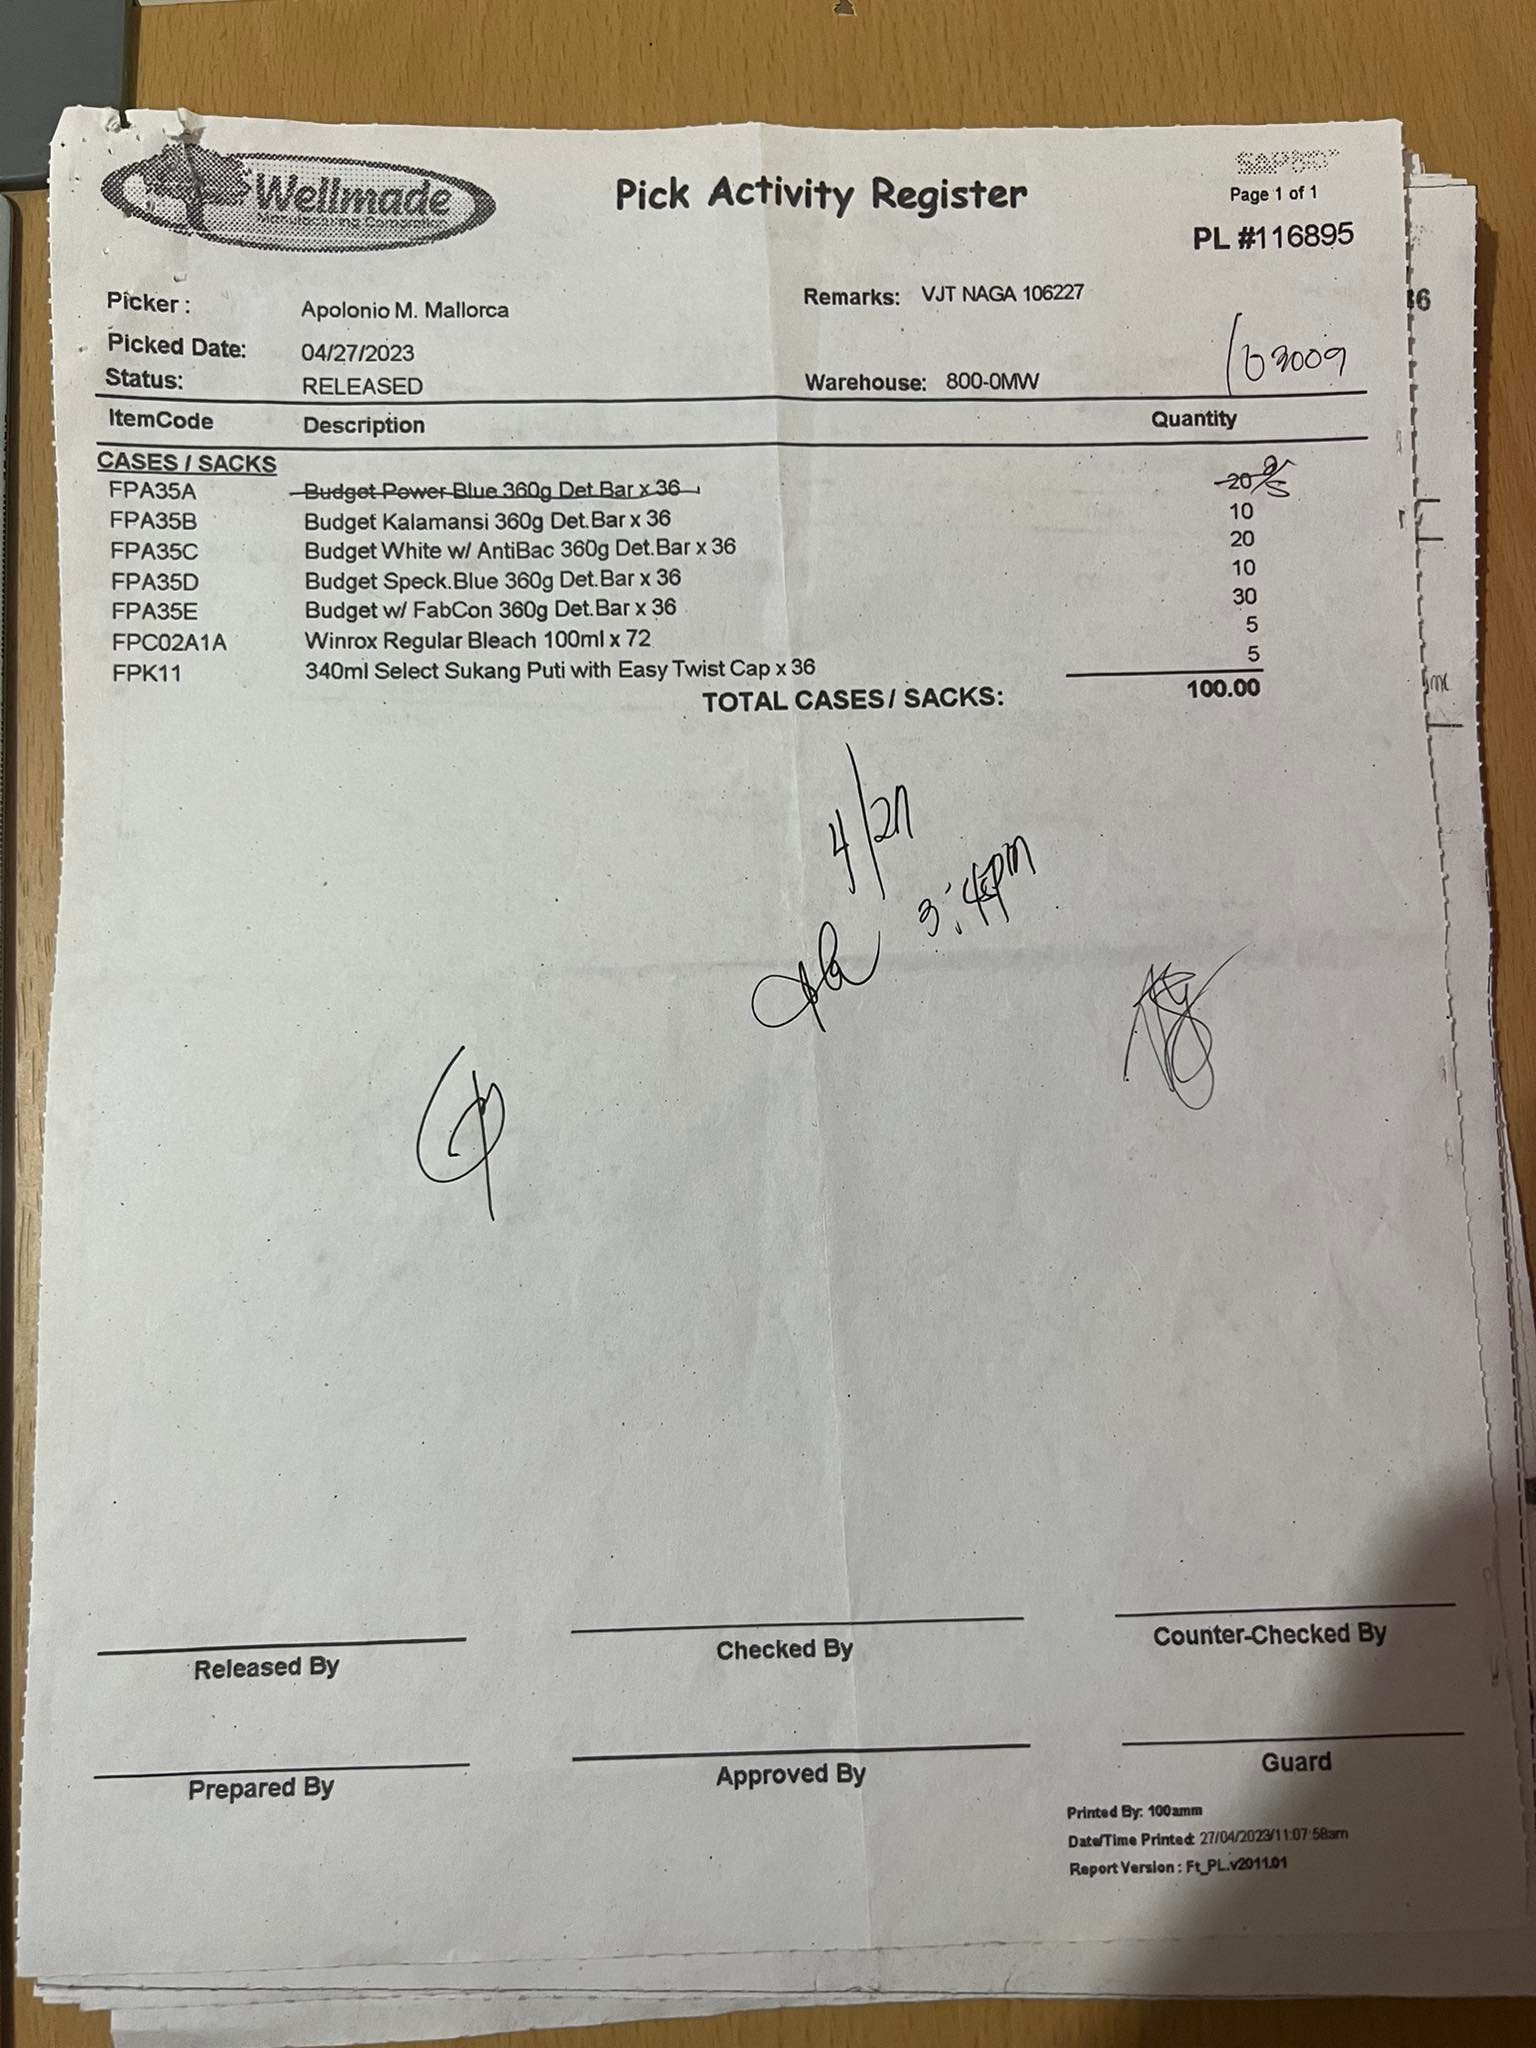 Wellmade
Manufacturing Corporation
Pick Activity Register
Page 1 of 1
PL #116895
Picker : Apolonio M. Mallorca
Remarks: VJT NAGA 106227
Picked Date: 04/27/2023
Status: RELEASED
Warehouse: 800-0MW
ItemCode Description Quantity
CASES / SACKS
FPA35A Budget Power Blue 360g Det.Bar x 36 20
FPA35B Budget Kalamansi 360g Det.Bar x 36 10
FPA35C Budget White w/ AntiBac 360g Det.Bar x 36 20
FPA35D Budget Speck.Blue 360g Det.Bar x 36 10
FPA35E Budget w/ FabCon 360g Det.Bar x 36 30
FPC02A1A Winrox Regular Bleach 100ml x 72 5
FPK11 340ml Select Sukang Puti with Easy Twist Cap x 36 5
TOTAL CASES / SACKS: 100.00
4/27
Released By
Checked By
Counter-Checked By
Prepared By
Approved By
Guard
Printed By: 100amm
Date/Time Printed: 27/04/2023/11:07:58am
Report Version : Ft_PL.v2011.01